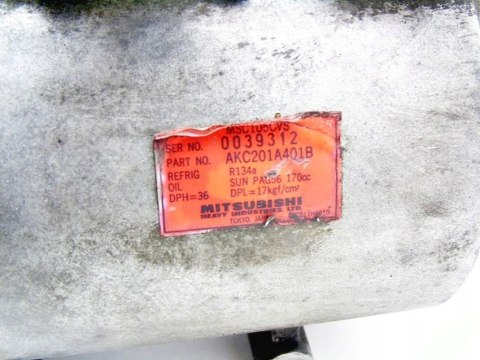 MSC105CVS
SER NO. 0039312
PART NO. AKC201A401B
REFRIG R134a
OIL SUN PAG56 170cc
DPH=36 DPL=17kgf/cm²
MITSUBISHI
HEAVY INDUSTRIES, LTD.
TOKYO